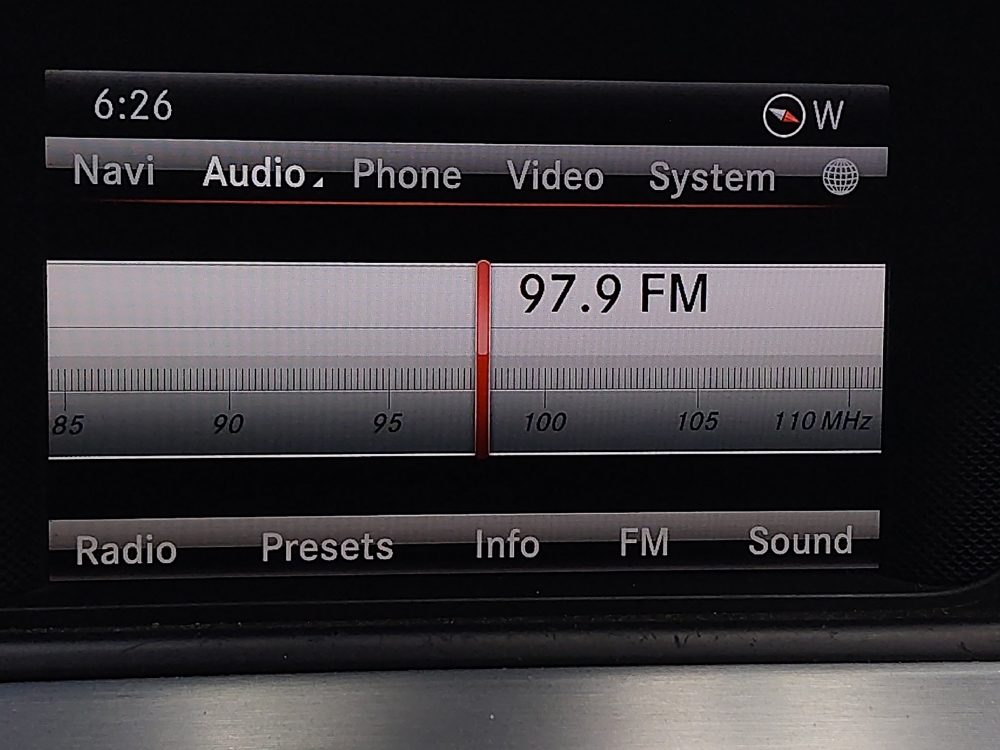 6:26 W
Navi Audio Phone Video System
97.9 FM
85 90 95 100 105 110 MHz
Radio Presets Info FM Sound